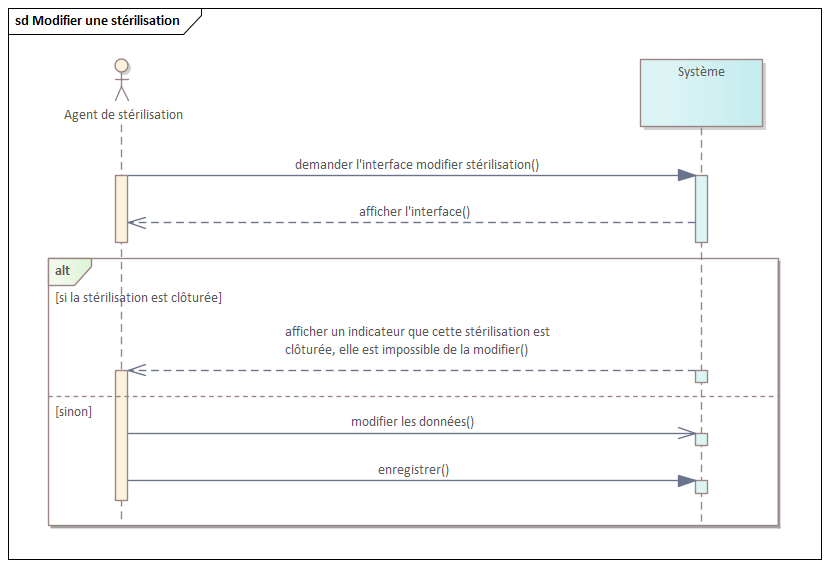 sd Modifier une stérilisation
Agent de stérilisation
Système
demander l'interface modifier stérilisation()
afficher l'interface()
alt
[si la stérilisation est clôturée]
afficher un indicateur que cette stérilisation est
clôturée, elle est impossible de la modifier()
[sinon]
modifier les données()
enregistrer()